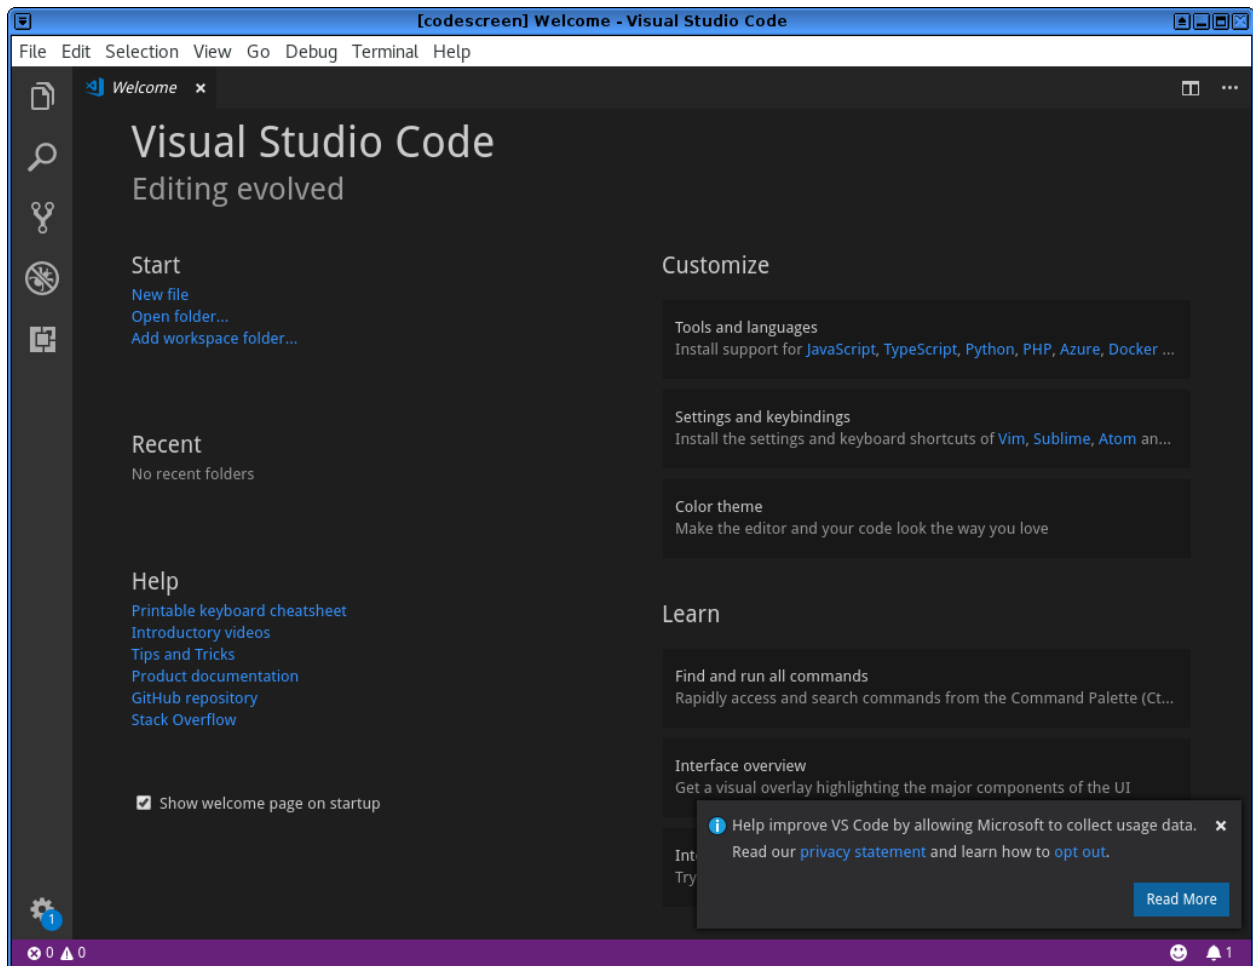 [codescreen] Welcome - Visual Studio Code
File Edit Selection View Go Debug Terminal Help
Welcome
Visual Studio Code
Editing evolved
Start
New file
Open folder...
Add workspace folder...
Recent
No recent folders
Help
Printable keyboard cheatsheet
Introductory videos
Tips and Tricks
Product documentation
GitHub repository
Stack Overflow
Show welcome page on startup
Customize
Tools and languages
Install support for JavaScript, TypeScript, Python, PHP, Azure, Docker ...
Settings and keybindings
Install the settings and keyboard shortcuts of Vim, Sublime, Atom an...
Color theme
Make the editor and your code look the way you love
Learn
Find and run all commands
Rapidly access and search commands from the Command Palette (Ct...
Interface overview
Get a visual overlay highlighting the major components of the UI
Int
Try
Help improve VS Code by allowing Microsoft to collect usage data.
Read our privacy statement and learn how to opt out.
Read More
1
0 0
1